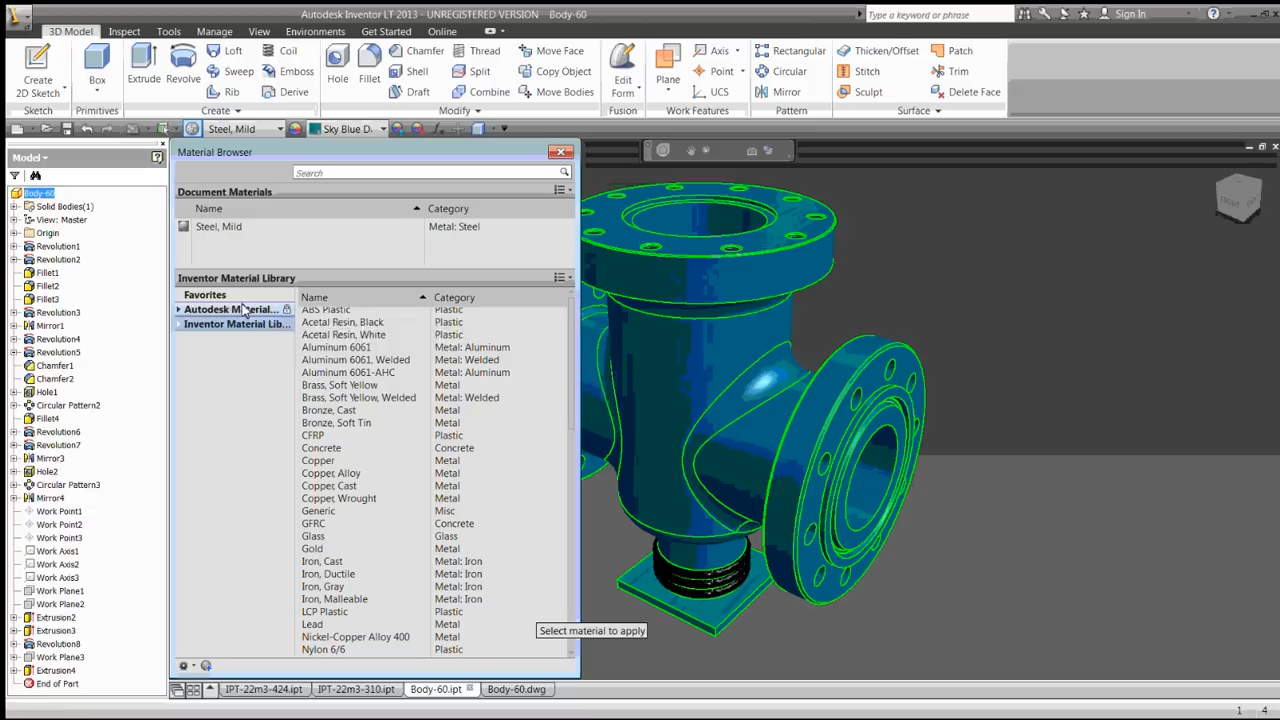 Autodesk Inventor LT 2013 - UNREGISTERED VERSION Body-60
Type a keyword or phrase
Sign In
3D Model Inspect Tools Manage View Environments Get Started Online
Create
2D Sketch
Box
Extrude
Revolve
Loft
Sweep
Rib
Coil
Emboss
Derive
Hole
Fillet
Chamfer
Shell
Draft
Thread
Split
Combine
Move Face
Copy Object
Move Bodies
Edit
Form
Plane
Axis
Point
UCS
Rectangular
Circular
Mirror
Thicken/Offset
Stitch
Sculpt
Patch
Trim
Delete Face
Sketch
Primitives
Create
Modify
Fusion
Work Features
Pattern
Surface
Steel, Mild
Sky Blue D.
Model
Body-60
Solid Bodies(1)
View: Master
Origin
Revolution1
Revolution2
Fillet1
Fillet2
Fillet3
Revolution3
Mirror1
Revolution4
Revolution5
Chamfer1
Chamfer2
Hole1
Circular Pattern2
Fillet4
Revolution6
Revolution7
Mirror3
Hole2
Circular Pattern3
Mirror4
Work Point1
Work Point2
Work Point3
Work Axis1
Work Axis2
Work Axis3
Work Plane1
Work Plane2
Extrusion2
Extrusion3
Revolution8
Work Plane3
Extrusion4
End of Part
Material Browser
Search
Document Materials
Name Category
Steel, Mild Metal: Steel
Inventor Material Library
Favorites
Autodesk Material...
Inventor Material Lib...
Name Category
ABS Plastic Plastic
Acetal Resin, Black Plastic
Acetal Resin, White Plastic
Aluminum 6061 Metal: Aluminum
Aluminum 6061, Welded Metal: Welded
Aluminum 6061-AHC Metal: Aluminum
Brass, Soft Yellow Metal
Brass, Soft Yellow, Welded Metal: Welded
Bronze, Cast Metal
Bronze, Soft Tin Metal
CFRP Plastic
Concrete Concrete
Copper Metal
Copper, Alloy Metal
Copper, Cast Metal
Copper, Wrought Metal
Generic Misc
GFRC Concrete
Glass Glass
Gold Metal
Iron, Cast Metal: Iron
Iron, Ductile Metal: Iron
Iron, Gray Metal: Iron
Iron, Malleable Metal: Iron
LCP Plastic Plastic
Lead Metal
Nickel-Copper Alloy 400 Metal
Nylon 6/6 Plastic
Select material to apply
IPT-22m3-424.ipt IPT-22m3-310.ipt Body-60.ipt Body-60.dwg
1 4